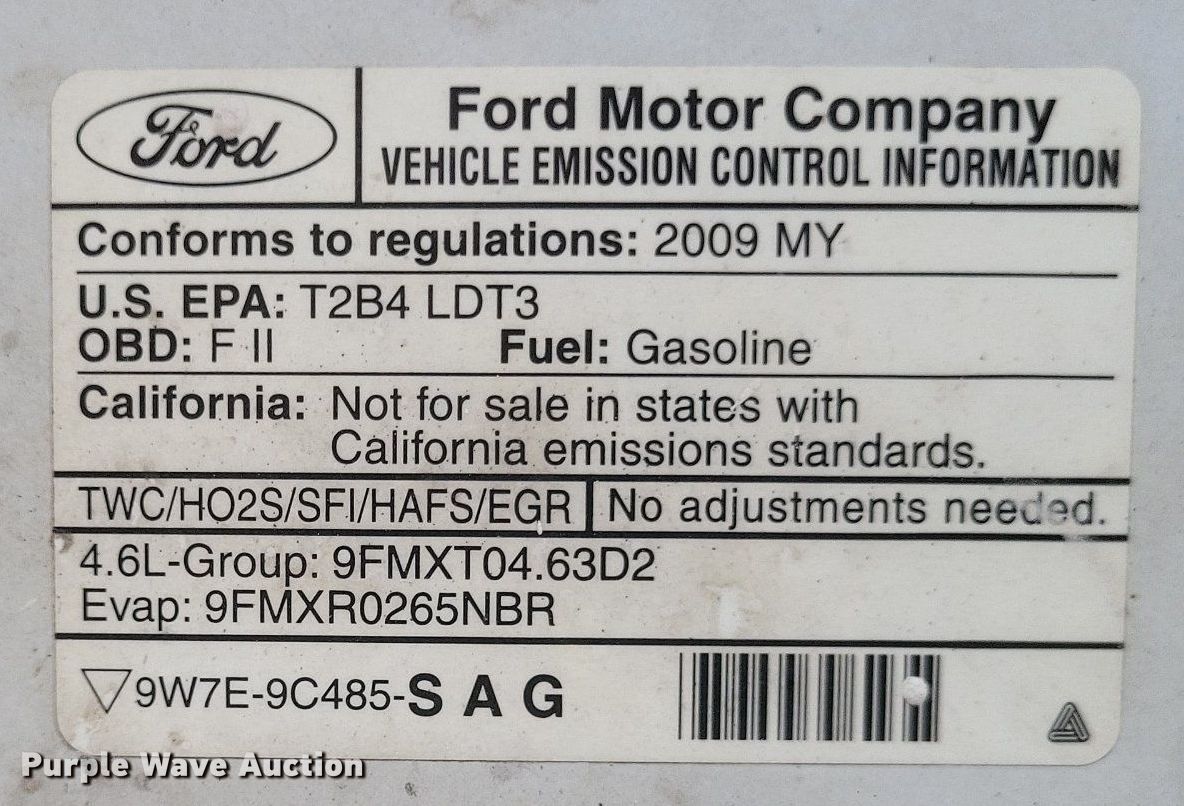 Ford
Ford Motor Company
VEHICLE EMISSION CONTROL INFORMATION
Conforms to regulations: 2009 MY
U.S. EPA: T2B4 LDT3
OBD: F II Fuel: Gasoline
California: Not for sale in states with
California emissions standards.
TWC/HO2S/SFI/HAFS/EGR No adjustments needed.
4.6L-Group: 9FMXT04.63D2
Evap: 9FMXR0265NBR
9W7E-9C485-S A G
Purple Wave Auction